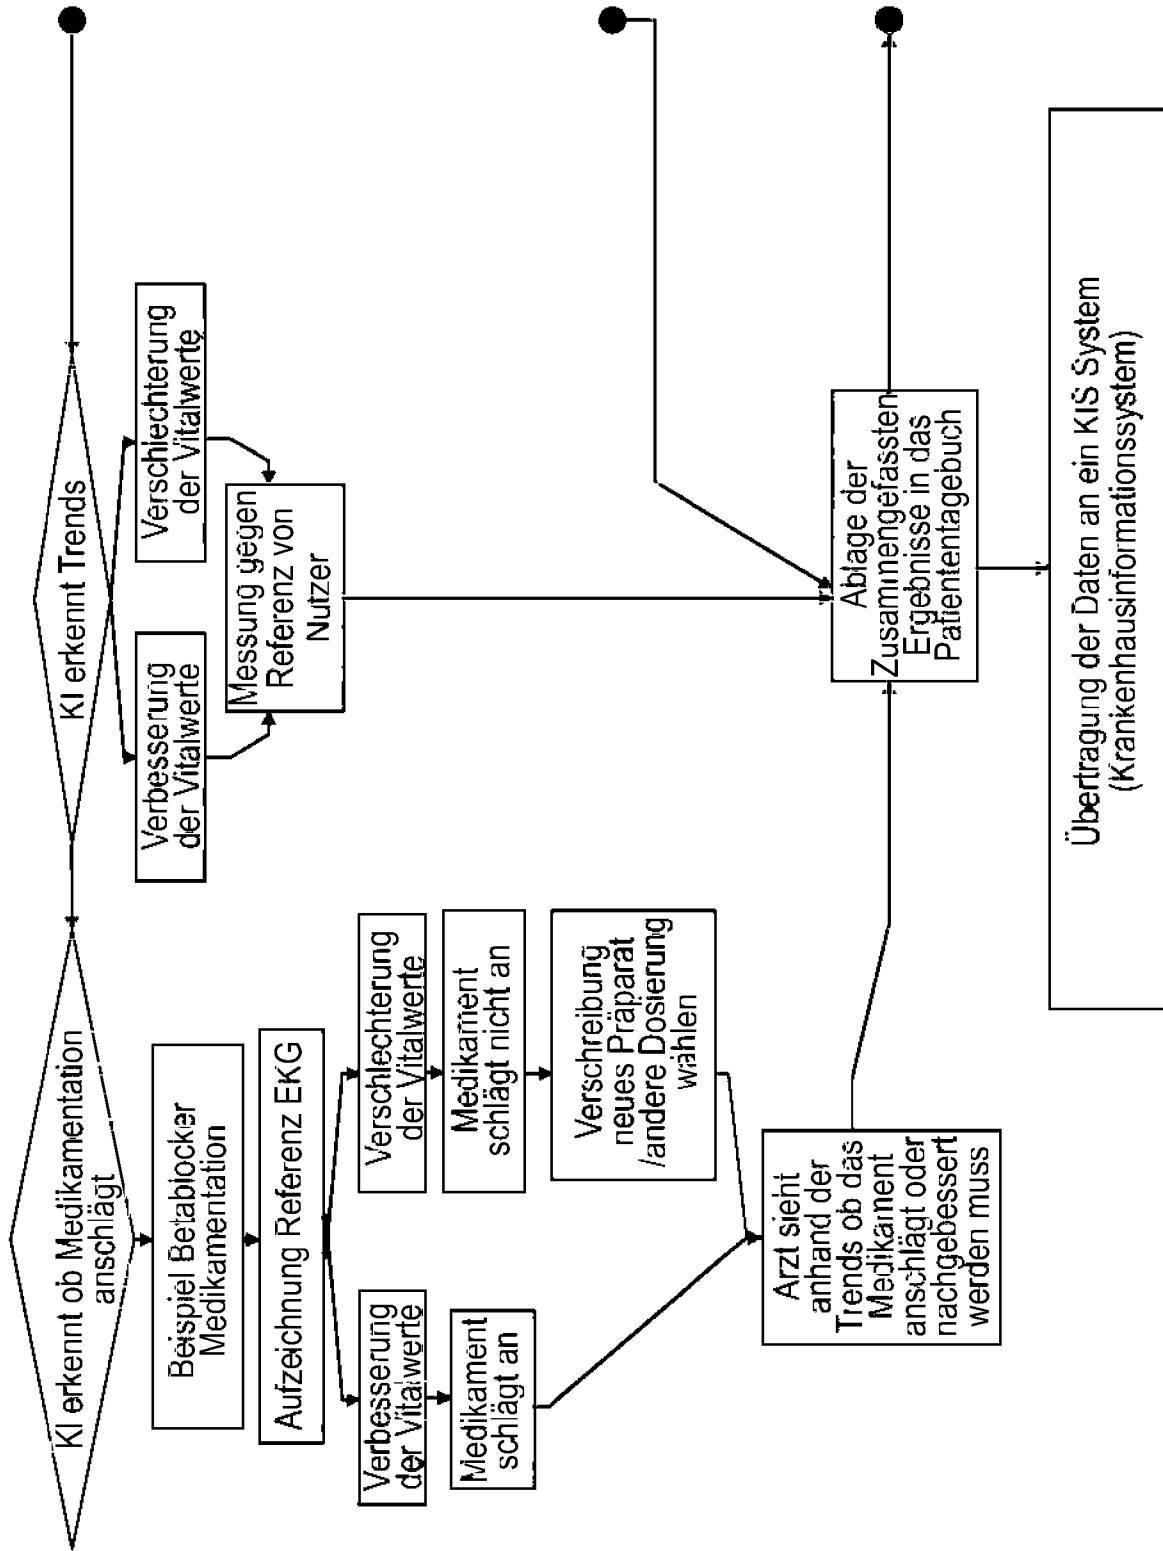 KI erkennt ob Medikamentation
anschlägt
Beispiel Betablocker
Medikamentation
Aufzeichnung Referenz EKG
Verbesserung
der Vitalwerte
Medikament
schlägt an
Verschlechterung
der Vitalwerte
Medikament
schlägt nicht an
Verschreibung
neues Präparat
/andere Dosierung
wählen
Arzt sieht
anhand der
Trends ob das
Medikament
anschlägt oder
nachgebessert
werden muss
KI erkennt Trends
Verbesserung
der Vitalwerte
Verschlechterung
der Vitalwerte
Messung gegen
Referenz von
Nutzer
Ablage der
Zusammengefassten
Ergebnisse in das
Patiententagebuch
Übertragung der Daten an ein KIS System
(Krankenhausinformationssystem)